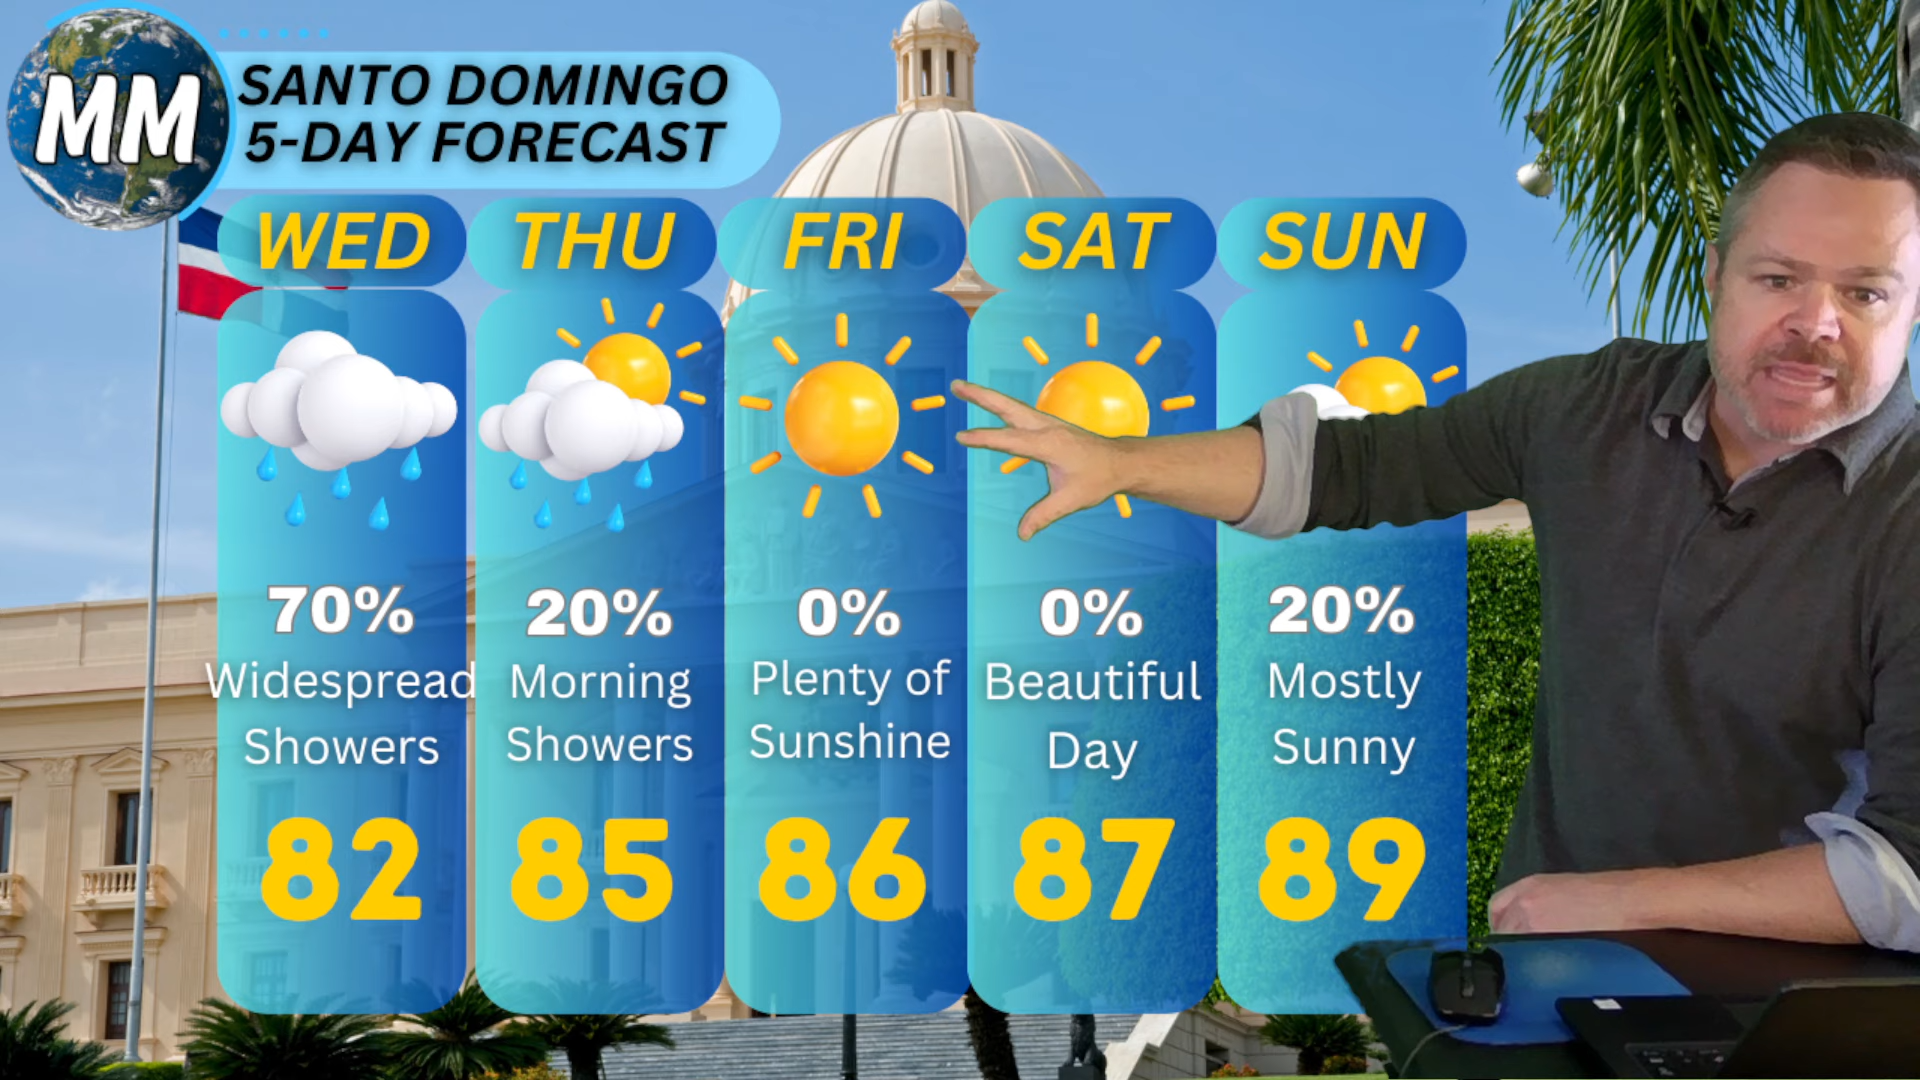 MM
SANTO DOMINGO
5-DAY FORECAST
WED
THU
FRI
SAT
SUN
70%
Widespread
Showers
82
20%
Morning
Showers
85
0%
Plenty of
Sunshine
86
0%
Beautiful
Day
87
20%
Mostly
Sunny
89